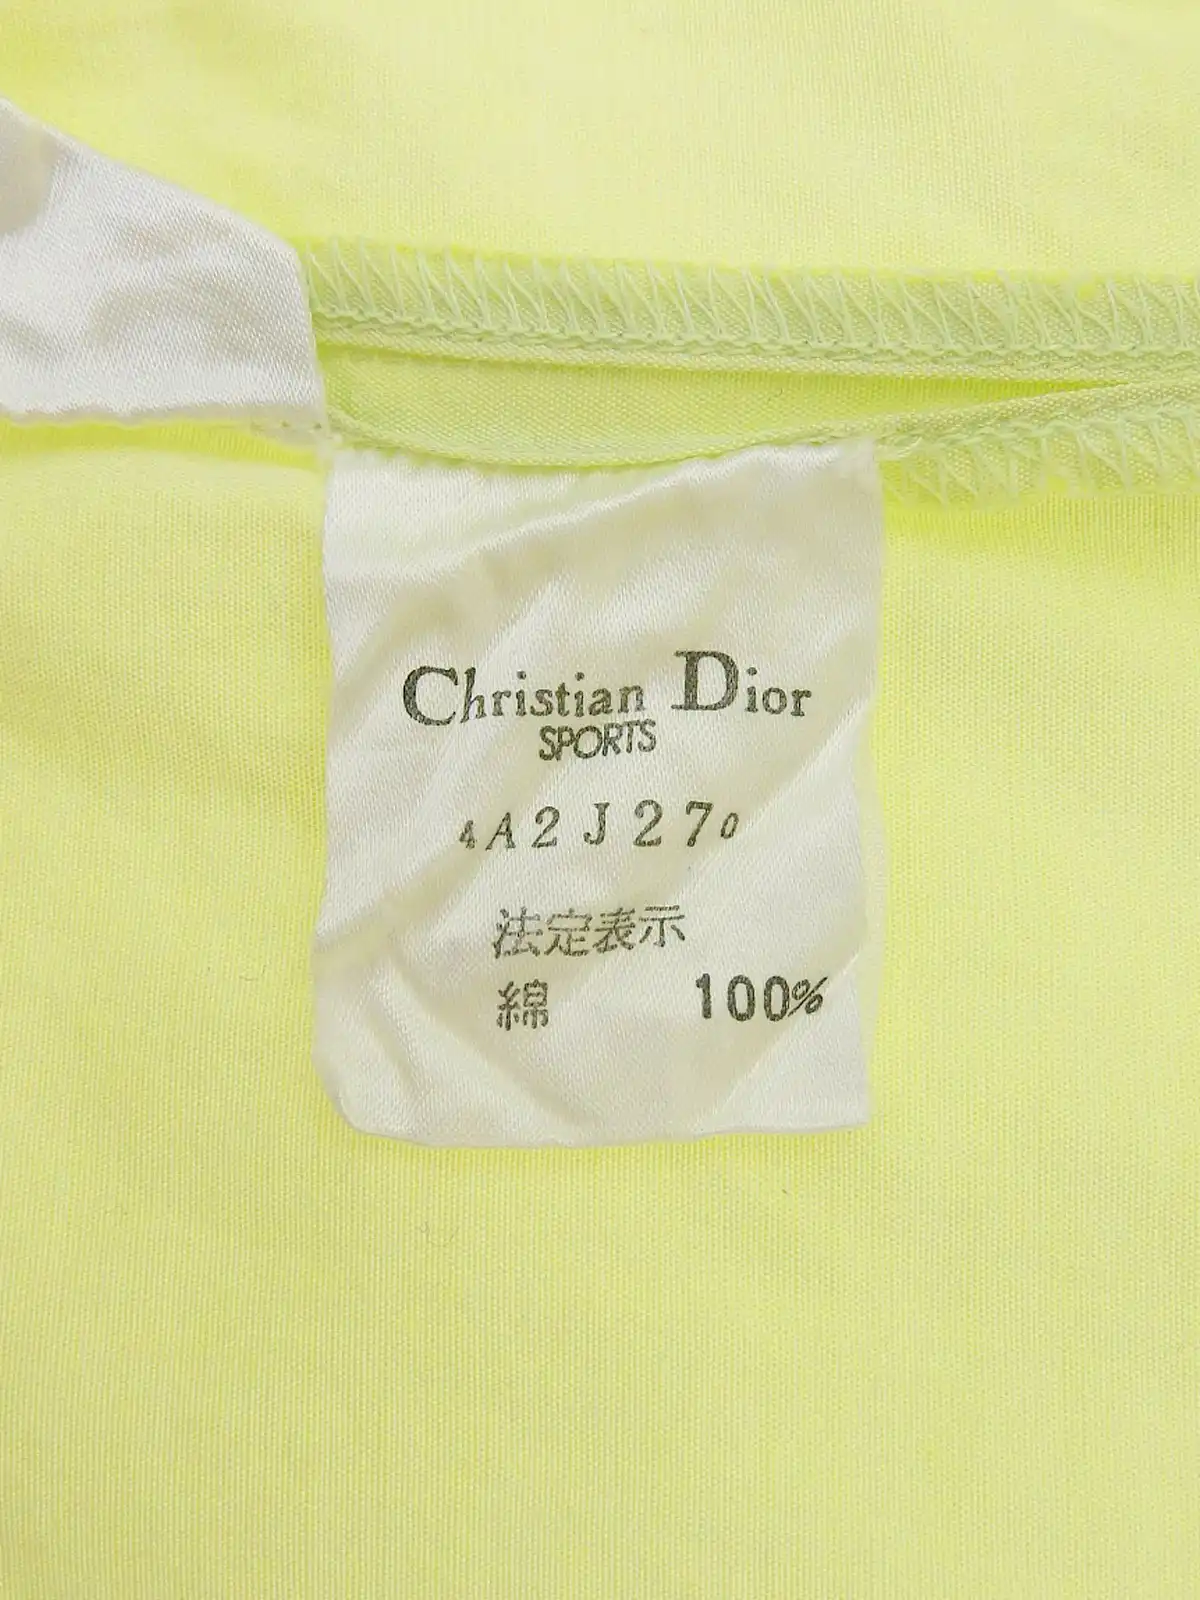 Christian Dior
SPORTS
4A2J270
法定表示
綿 100%